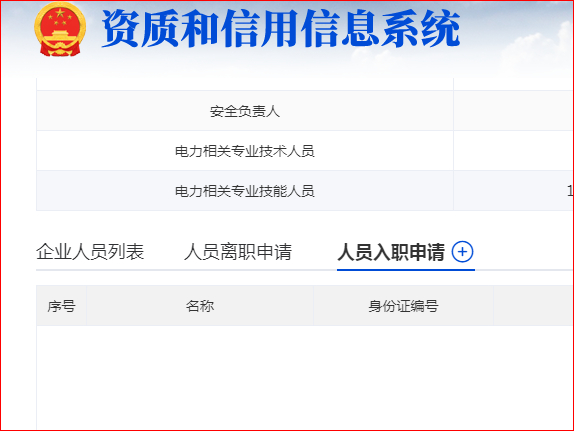 资质和信用信息系统
安全负责人
电力相关专业技术人员
电力相关专业技能人员 1
企业人员列表 人员离职申请 人员入职申请
序号 名称 身份证编号